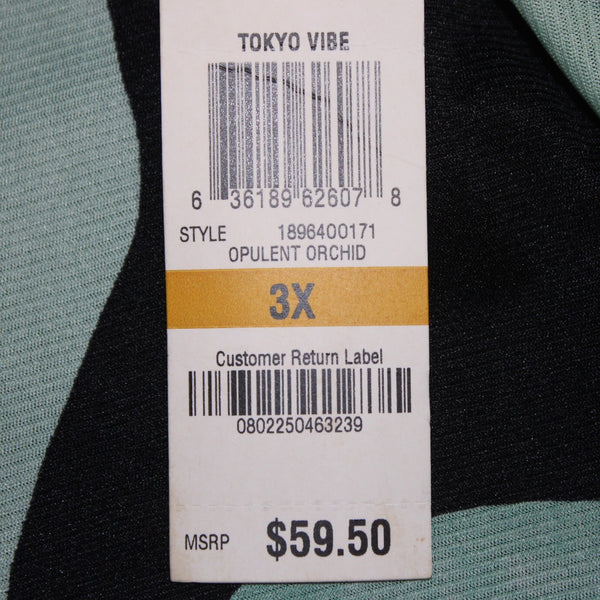 TOKYO VIBE
6 36189 62607 8
STYLE 1896400171
OPULENT ORCHID
3X
Customer Return Label
0802250463239
MSRP $59.50